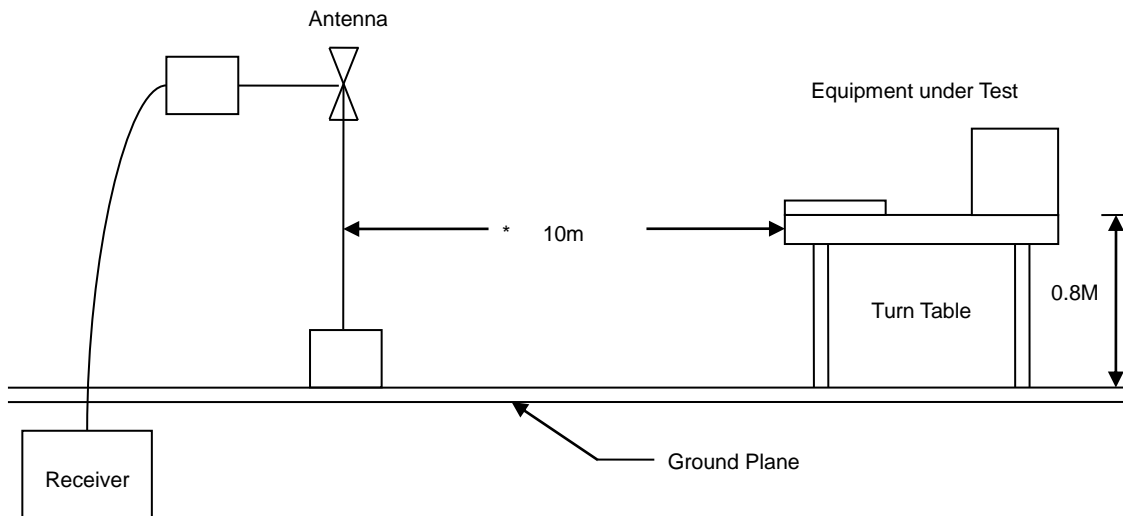 Antenna
Equipment under Test
* 10m
0.8M
Turn Table
Ground Plane
Receiver